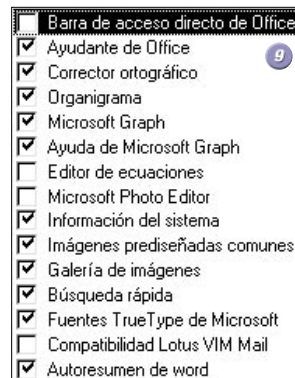 Barra de acceso directo de Office
Ayudante de Office
9
Corrector ortográfico
Organigrama
Microsoft Graph
Ayuda de Microsoft Graph
Editor de ecuaciones
Microsoft Photo Editor
Información del sistema
Imágenes prediseñadas comunes
Galería de imágenes
Búsqueda rápida
Fuentes TrueType de Microsoft
Compatibilidad Lotus VIM Mail
Autoresumen de word